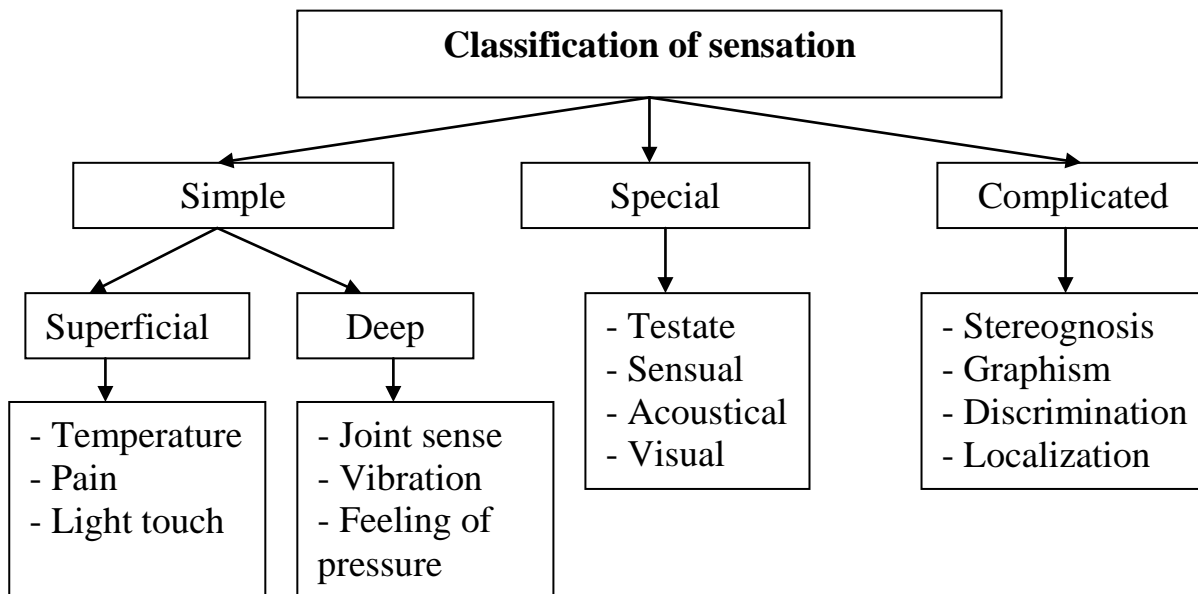 Classification of sensation
Simple
Special
Complicated
Superficial
Deep
- Temperature
- Pain
- Light touch
- Joint sense
- Vibration
- Feeling of
pressure
- Testate
- Sensual
- Acoustical
- Visual
- Stereognosis
- Graphism
- Discrimination
- Localization